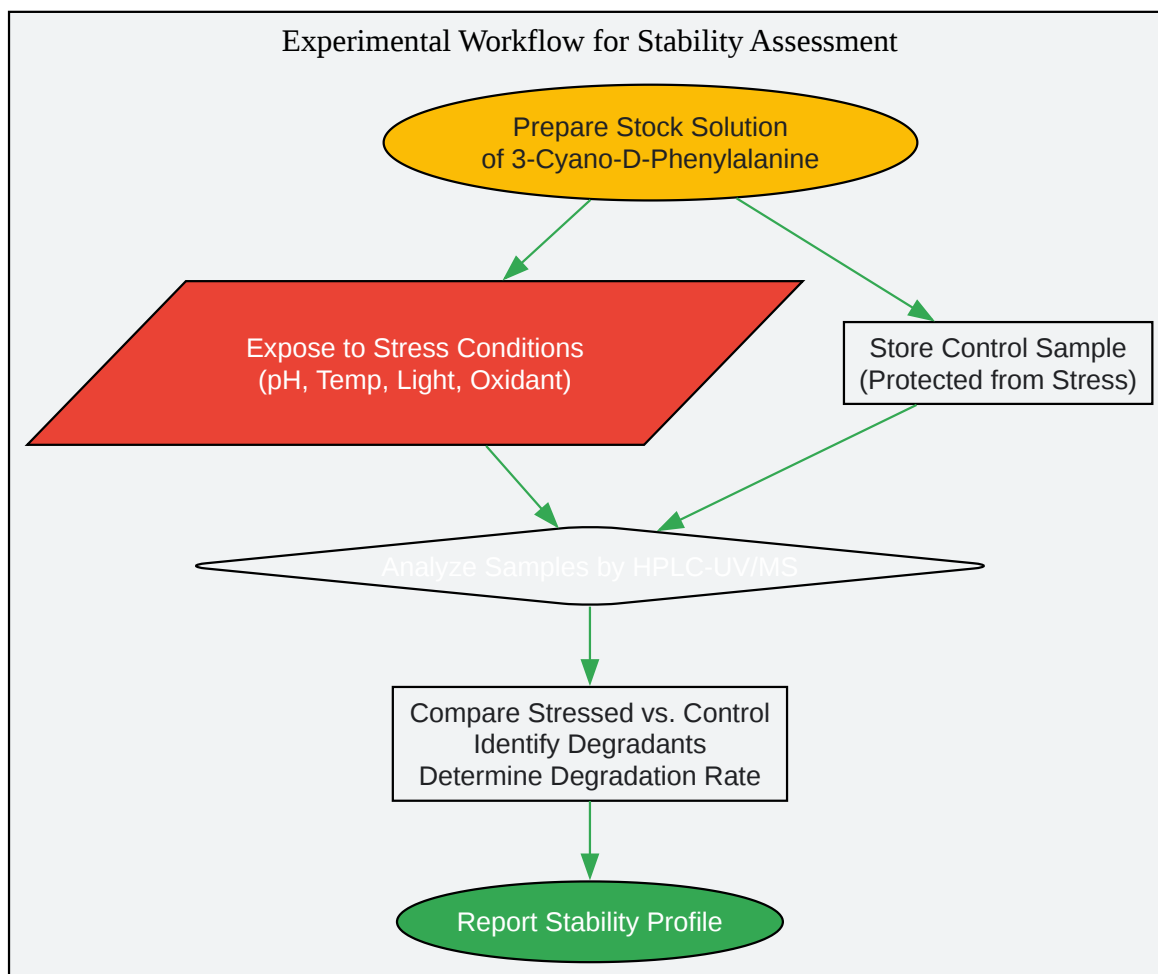 Experimental Workflow for Stability Assessment
Prepare Stock Solution
of 3-Cyano-D-Phenylalanine
Expose to Stress Conditions
(pH, Temp, Light, Oxidant)
Store Control Sample
(Protected from Stress)
Analyze Samples by HPLC-UV/MS
Compare Stressed vs. Control
Identify Degradants
Determine Degradation Rate
Report Stability Profile